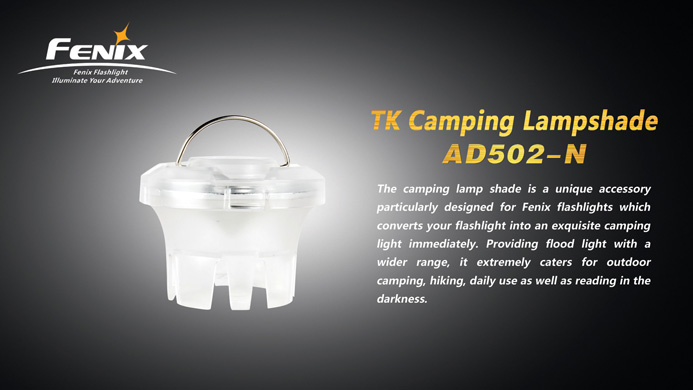 FENIX
Fenix Flashlight
Illuminate Your Adventure
TK Camping Lampshade
AD502-N
The camping lamp shade is a unique accessory
particularly designed for Fenix flashlights which
converts your flashlight into an exquisite camping
light immediately. Providing flood light with a
wider range, it extremely caters for outdoor
camping, hiking, daily use as well as reading in the
darkness.